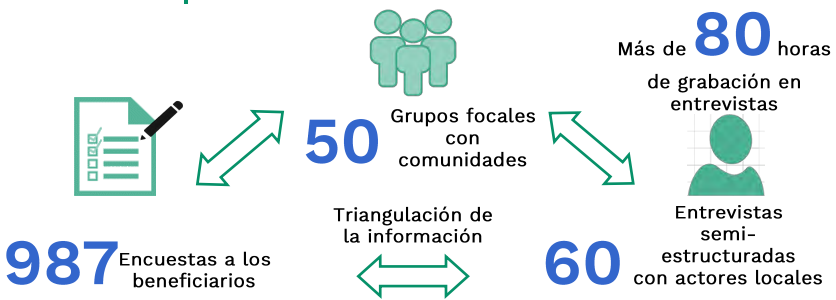 Más de 80 horas
de grabación en
entrevistas
50 Grupos focales
con
comunidades
Triangulación de
la información
987 Encuestas a los
beneficiarios
60 Entrevistas
semi-
estructuradas
con actores locales